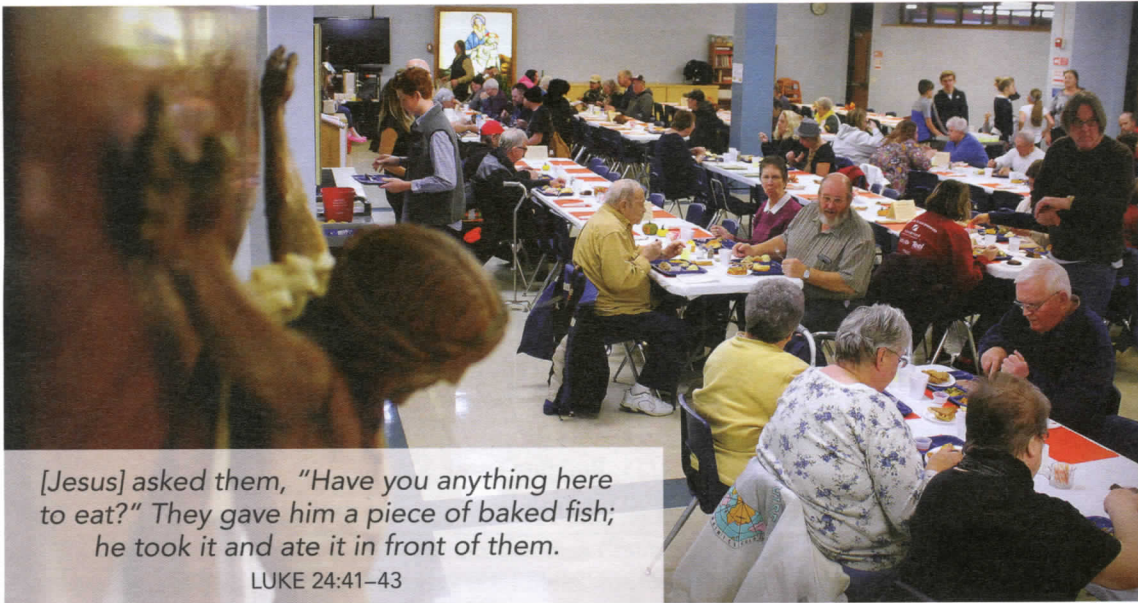 [Jesus] asked them, “Have you anything here
to eat?” They gave him a piece of baked fish;
he took it and ate it in front of them.
LUKE 24:41–43